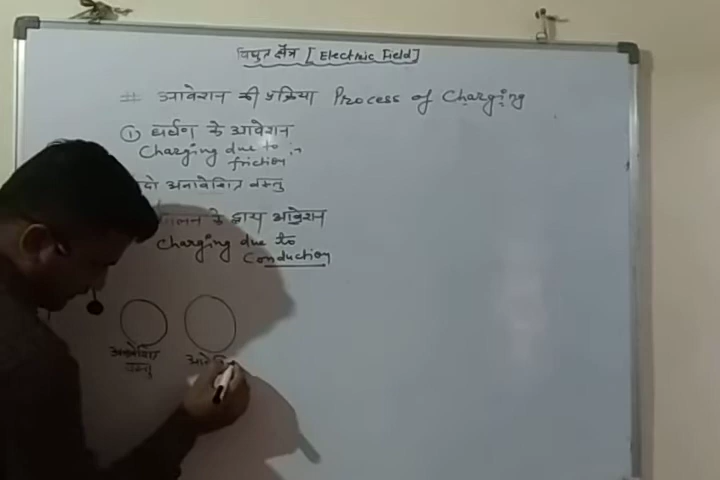 विद्युत क्षेत्र [Electric Field]
# आवेशन की प्रक्रिया Process of Charging
① घर्षण के आवेशन
Charging due to in
friction
दो अनावेशित वस्तु
चालन के द्वारा आवेशन
Charging due to
Conduction
अनावेशित
वस्तु